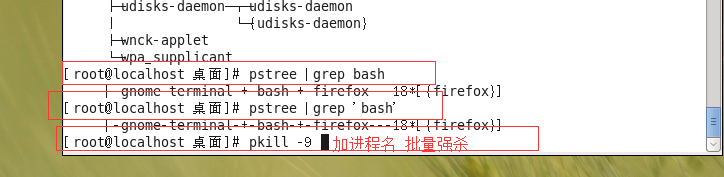 ├─udisks-daemon─┬─udisks-daemon
│ └─{udisks-daemon}
├─wnck-applet
└─wpa_supplicant
[root@localhost 桌面]# pstree |grep bash
|-gnome-terminal-+-bash-+-firefox---18*[{firefox}]
[root@localhost 桌面]# pstree |grep 'bash'
|-gnome-terminal-+-bash-+-firefox---18*[{firefox}]
[root@localhost 桌面]# pkill -9 加进程名 批量强杀